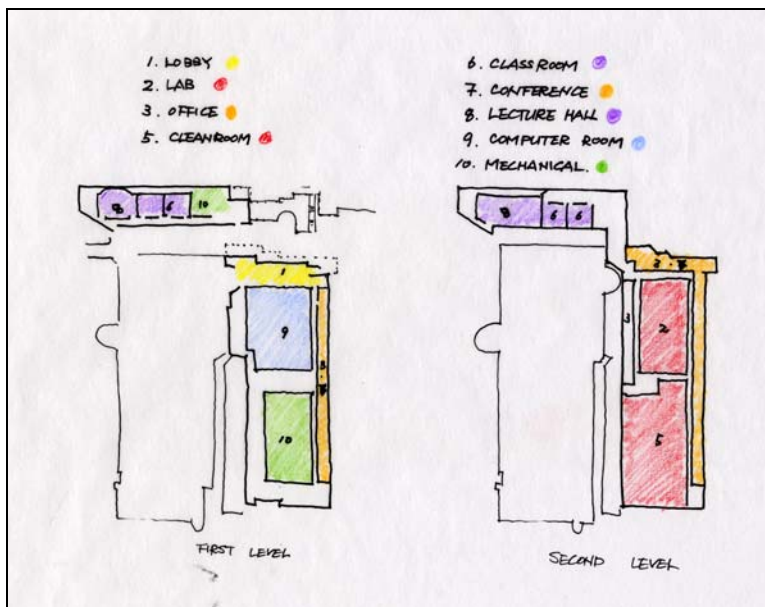 1. LOBBY
2. LAB
3. OFFICE
5. CLEANROOM
6. CLASSROOM
7. CONFERENCE
8. LECTURE HALL
9. COMPUTER ROOM
10. MECHANICAL.
8 6 10
1
9
3
10
FIRST LEVEL
8 6 6
3
2
5
SECOND LEVEL